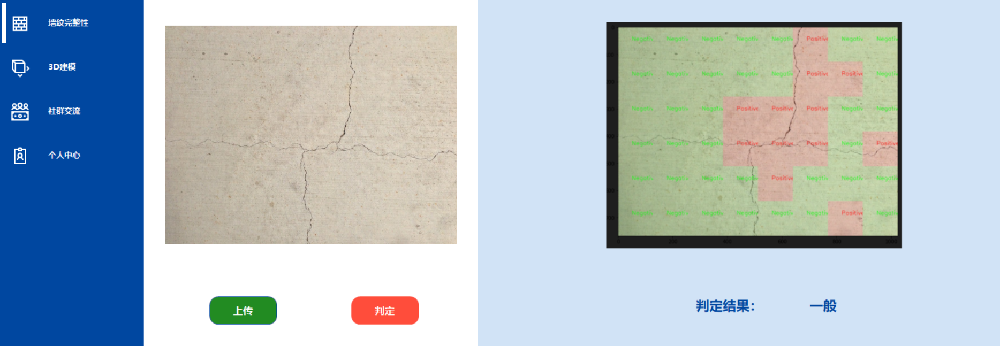 墙纹完整性
3D建模
社群交流
个人中心
上传
判定
Negativ Negativ Negativ Negativ Negativ Positive Negativ Negativ
Negativ Negativ Negativ Negativ Negativ Positive Positive Negativ
Negativ Negativ Negativ Positive Positive Positive Negativ Negativ
Negativ Negativ Negativ Positive Positive Positive Negativ Positive
Negativ Negativ Negativ Negativ Positive Negativ Negativ Negativ
Negativ Negativ Negativ Negativ Negativ Negativ Positive Negativ
0 200 400 600 800 1000
判定结果： 一般